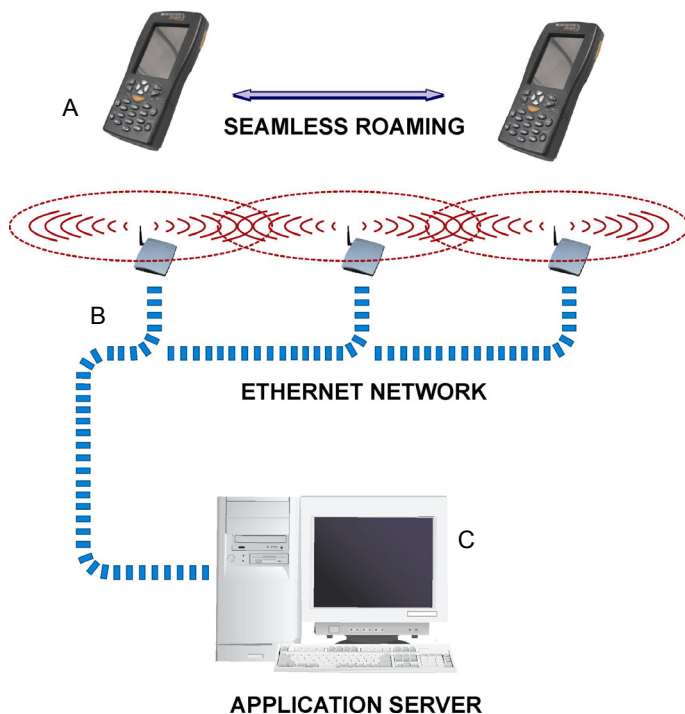 A
SEAMLESS ROAMING
B
ETHERNET NETWORK
C
APPLICATION SERVER